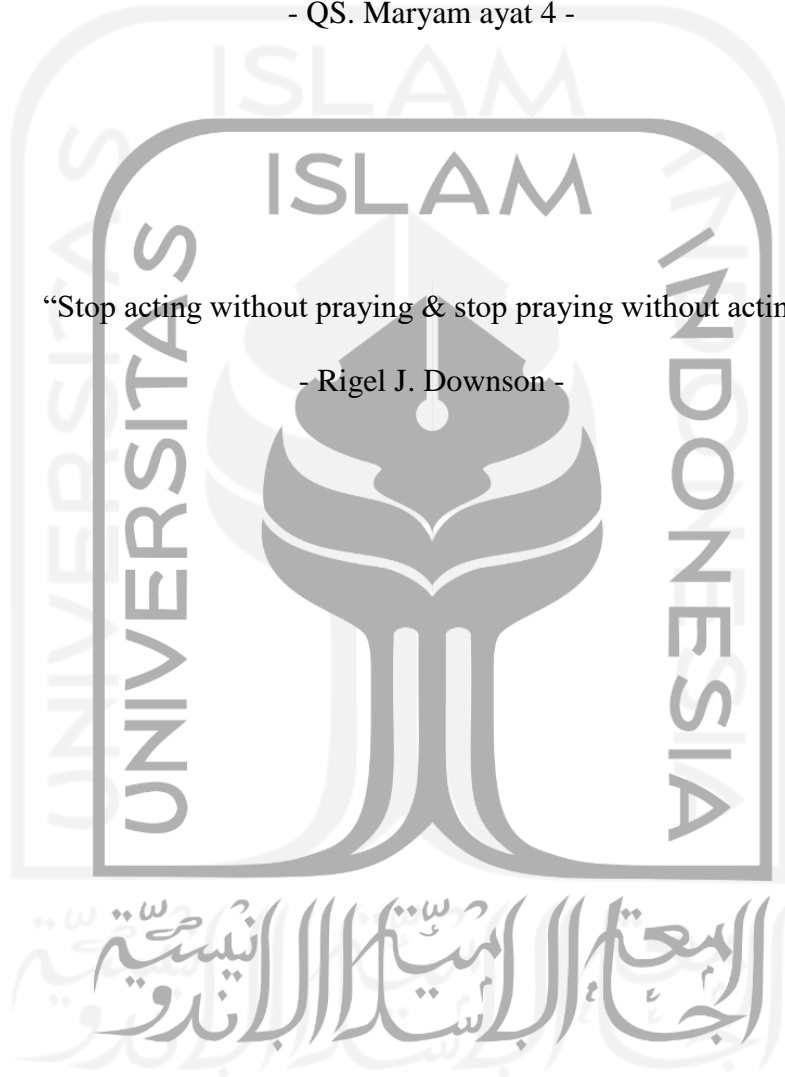 - QS. Maryam ayat 4 -
ISLAM
UNIVERSITAS
INDONESIA
“Stop acting without praying & stop praying without actin
- Rigel J. Downson -
الجامعة الإسلامية الإندونيسية